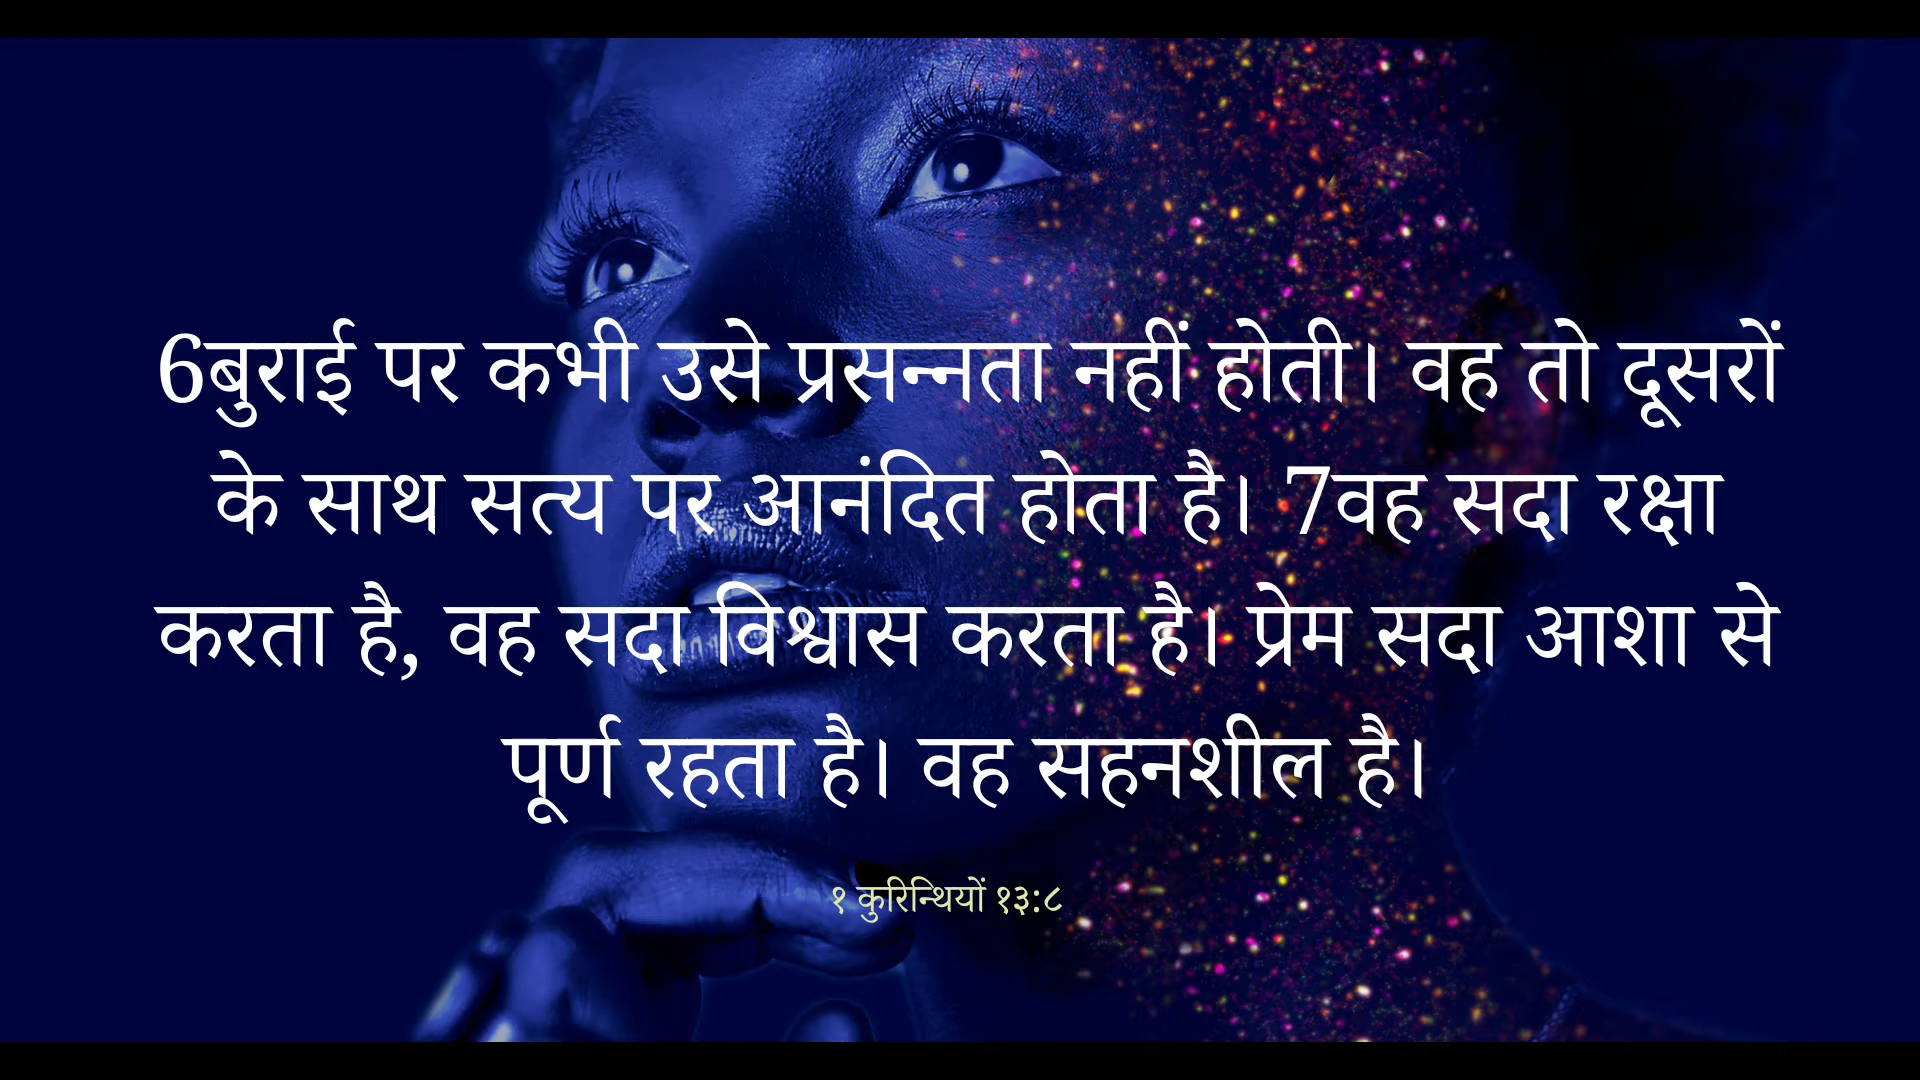 6बुराई पर कभी उसे प्रसन्नता नहीं होती। वह तो दूसरों
के साथ सत्य पर आनंदित होता है। 7वह सदा रक्षा
करता है, वह सदा विश्वास करता है। प्रेम सदा आशा से
पूर्ण रहता है। वह सहनशील है।
१ कुरिन्थियों १३:८